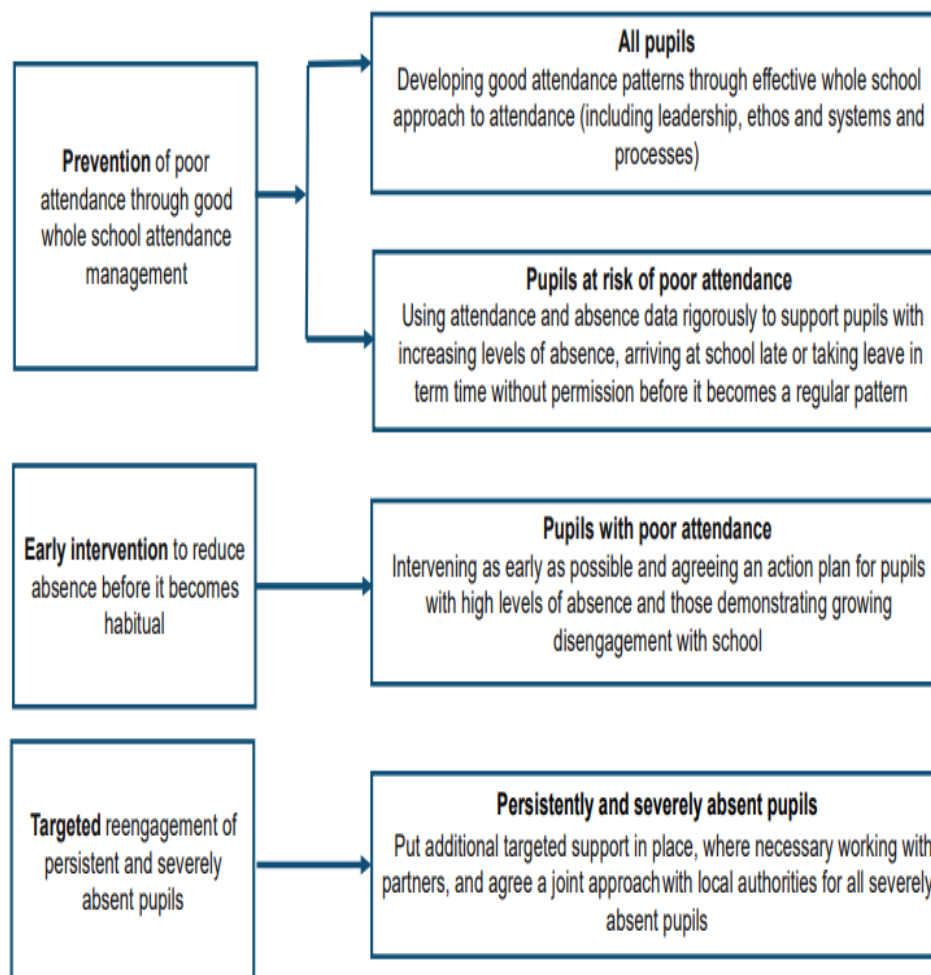 Prevention of poor
attendance through good
whole school attendance
management
All pupils
Developing good attendance patterns through effective whole school
approach to attendance (including leadership, ethos and systems and
processes)
Pupils at risk of poor attendance
Using attendance and absence data rigorously to support pupils with
increasing levels of absence, arriving at school late or taking leave in
term time without permission before it becomes a regular pattern
Early intervention to reduce
absence before it becomes
habitual
Pupils with poor attendance
Intervening as early as possible and agreeing an action plan for pupils
with high levels of absence and those demonstrating growing
disengagement with school
Targeted reengagement of
persistent and severely
absent pupils
Persistently and severely absent pupils
Put additional targeted support in place, where necessary working with
partners, and agree a joint approach with local authorities for all severely
absent pupils